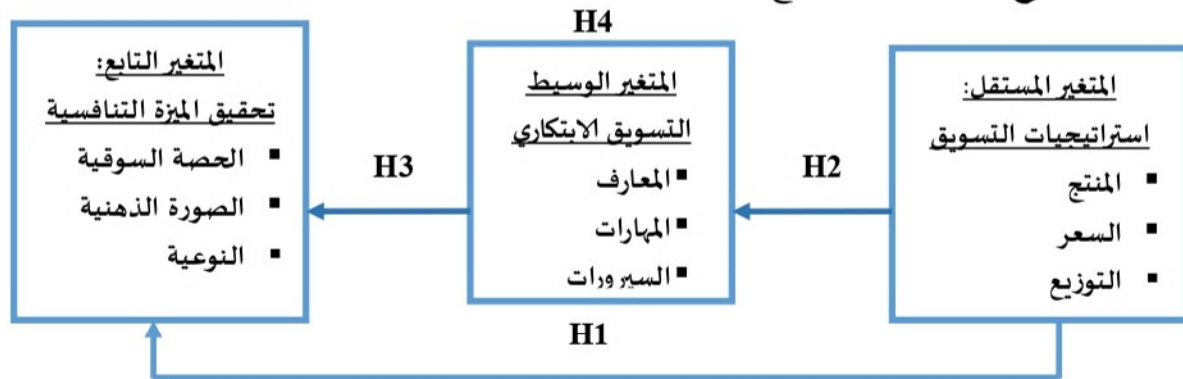 H4
المتغير المستقل:
استراتيجيات التسويق
▪ المنتج
▪ السعر
▪ التوزيع
H2
المتغير الوسيط
التسويق الابتكاري
▪ المعارف
▪ المهارات
▪ السيرورات
H3
المتغير التابع:
تحقيق الميزة التنافسية
▪ الحصة السوقية
▪ الصورة الذهنية
▪ النوعية
H1